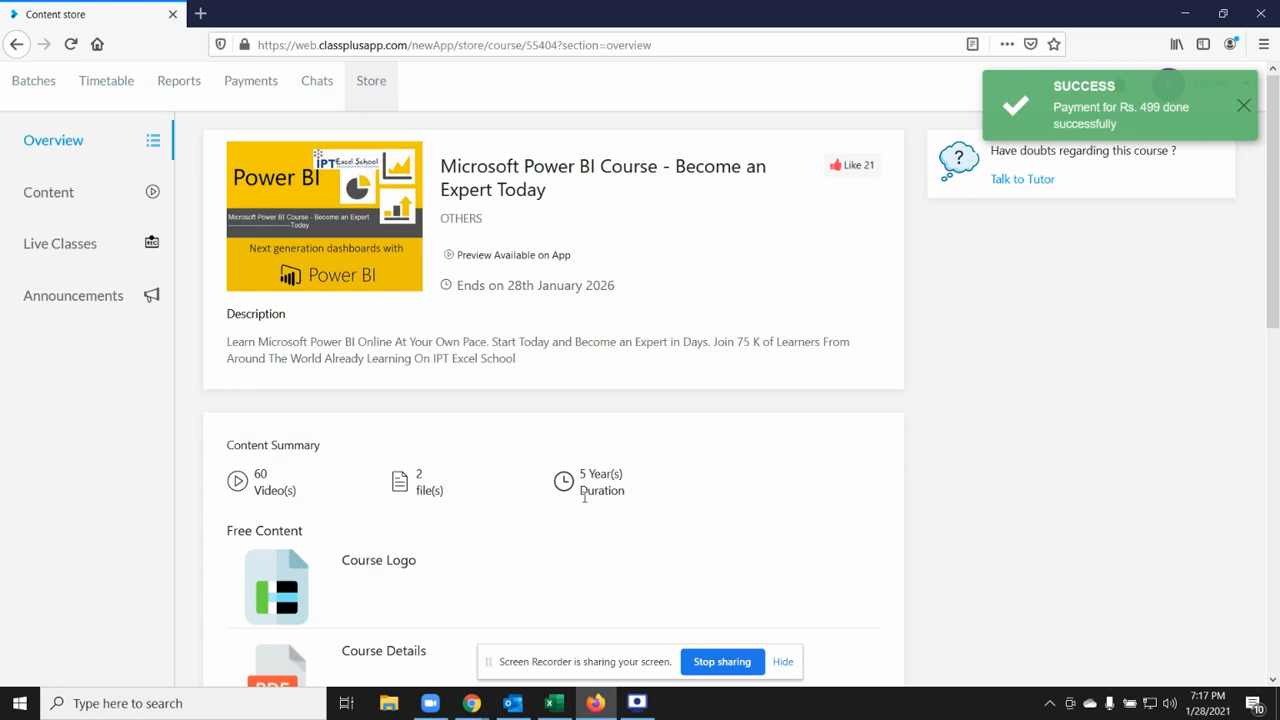 Content store
https://web.classplusapp.com/newApp/store/course/55404?section=overview
Batches
Timetable
Reports
Payments
Chats
Store
SUCCESS
Payment for Rs. 499 done
successfully
Overview
Content
Live Classes
REC
Announcements
IPT Excel School
Power BI
Microsoft Power BI Course - Become an Expert
Today
Next generation dashboards with
Power BI
Microsoft Power BI Course - Become an
Expert Today
OTHERS
Like 21
Preview Available on App
Ends on 28th January 2026
?
Have doubts regarding this course ?
Talk to Tutor
Description
Learn Microsoft Power BI Online At Your Own Pace. Start Today and Become an Expert in Days. Join 75 K of Learners From
Around The World Already Learning On IPT Excel School
Content Summary
60
Video(s)
2
file(s)
5 Year(s)
Duration
Free Content
Course Logo
Course Details
PDF
Screen Recorder is sharing your screen.
Stop sharing
Hide
Type here to search
7:17 PM
1/28/2021
10